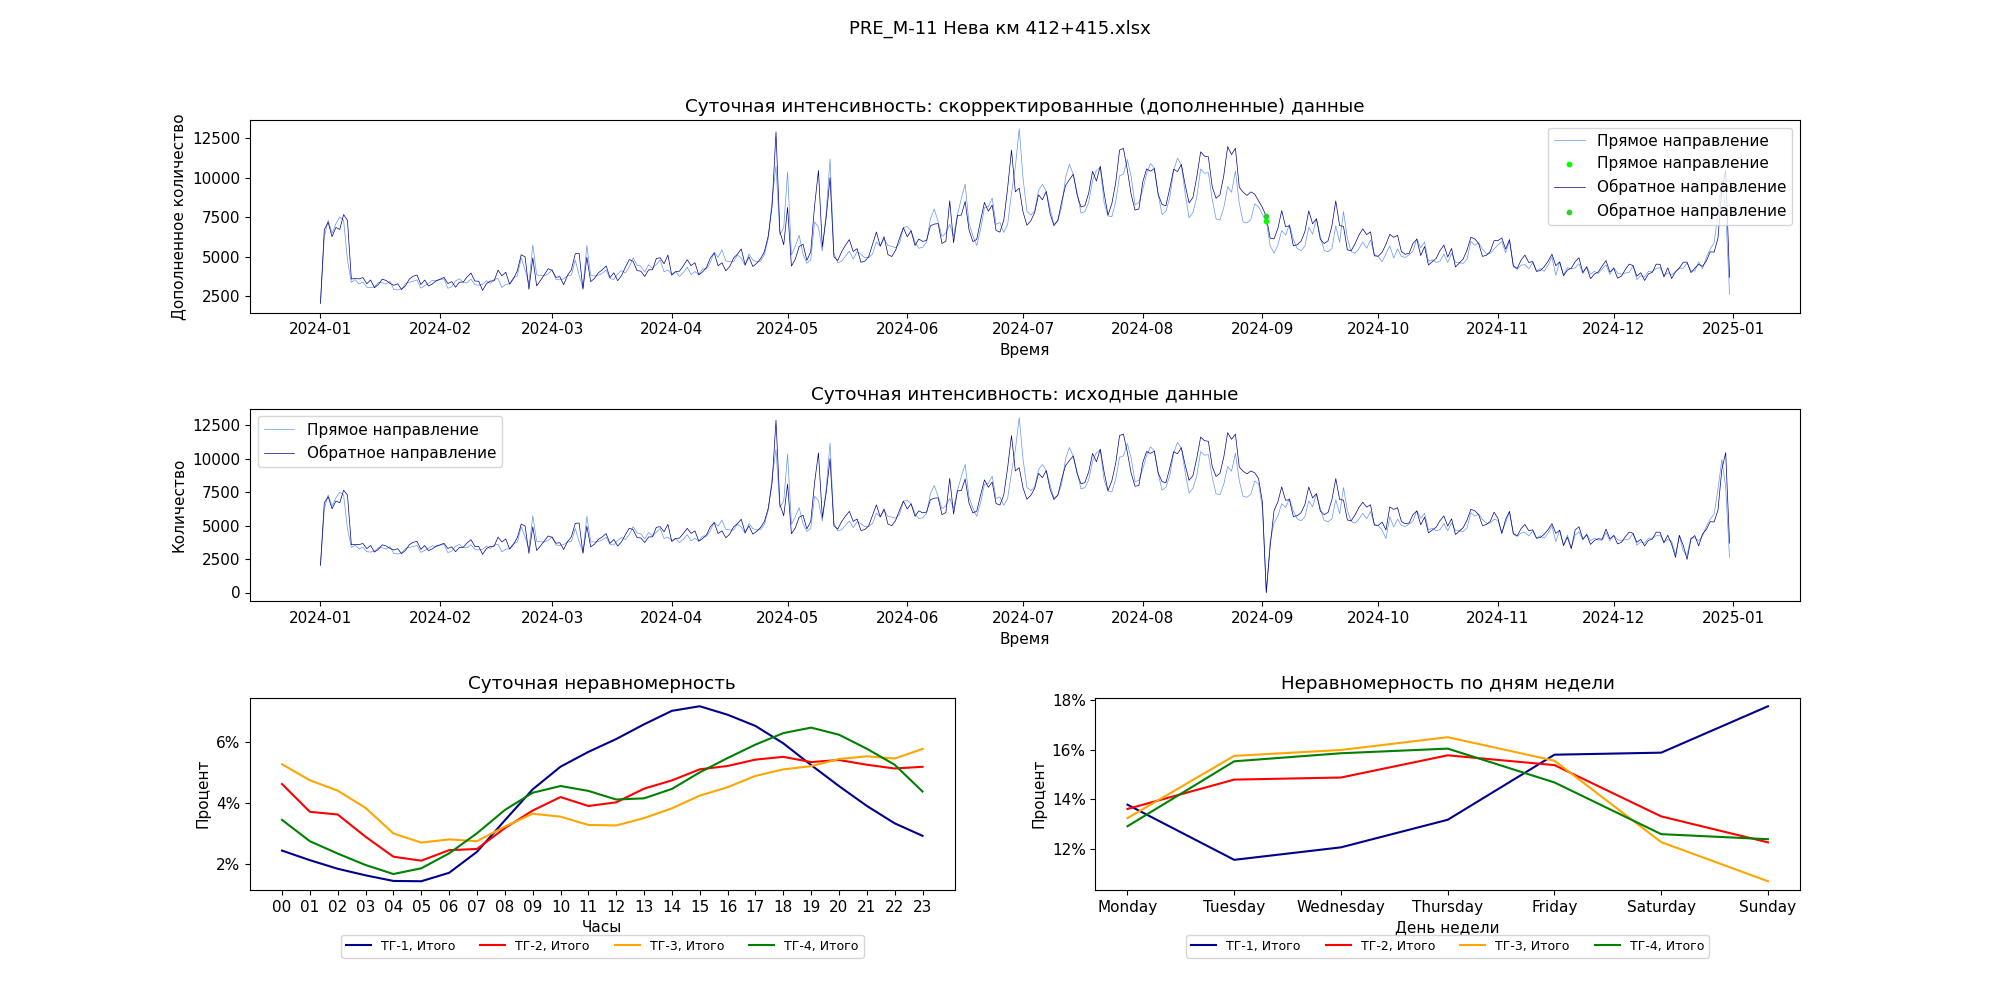 PRE_М-11 Нева км 412+415.xlsx
Суточная интенсивность: скорректированные (дополненные) данные
Дополненное количество
12500
10000
7500
5000
2500
Прямое направление
Прямое направление
Обратное направление
Обратное направление
2024-01 2024-02 2024-03 2024-04 2024-05 2024-06 2024-07 2024-08 2024-09 2024-10 2024-11 2024-12 2025-01
Время
Суточная интенсивность: исходные данные
Количество
12500
10000
7500
5000
2500
0
Прямое направление
Обратное направление
2024-01 2024-02 2024-03 2024-04 2024-05 2024-06 2024-07 2024-08 2024-09 2024-10 2024-11 2024-12 2025-01
Время
Суточная неравномерность
Процент
6%
4%
2%
00 01 02 03 04 05 06 07 08 09 10 11 12 13 14 15 16 17 18 19 20 21 22 23
Часы
ТГ-1, Итого ТГ-2, Итого ТГ-3, Итого ТГ-4, Итого
Неравномерность по дням недели
Процент
18%
16%
14%
12%
Monday Tuesday Wednesday Thursday Friday Saturday Sunday
День недели
ТГ-1, Итого ТГ-2, Итого ТГ-3, Итого ТГ-4, Итого